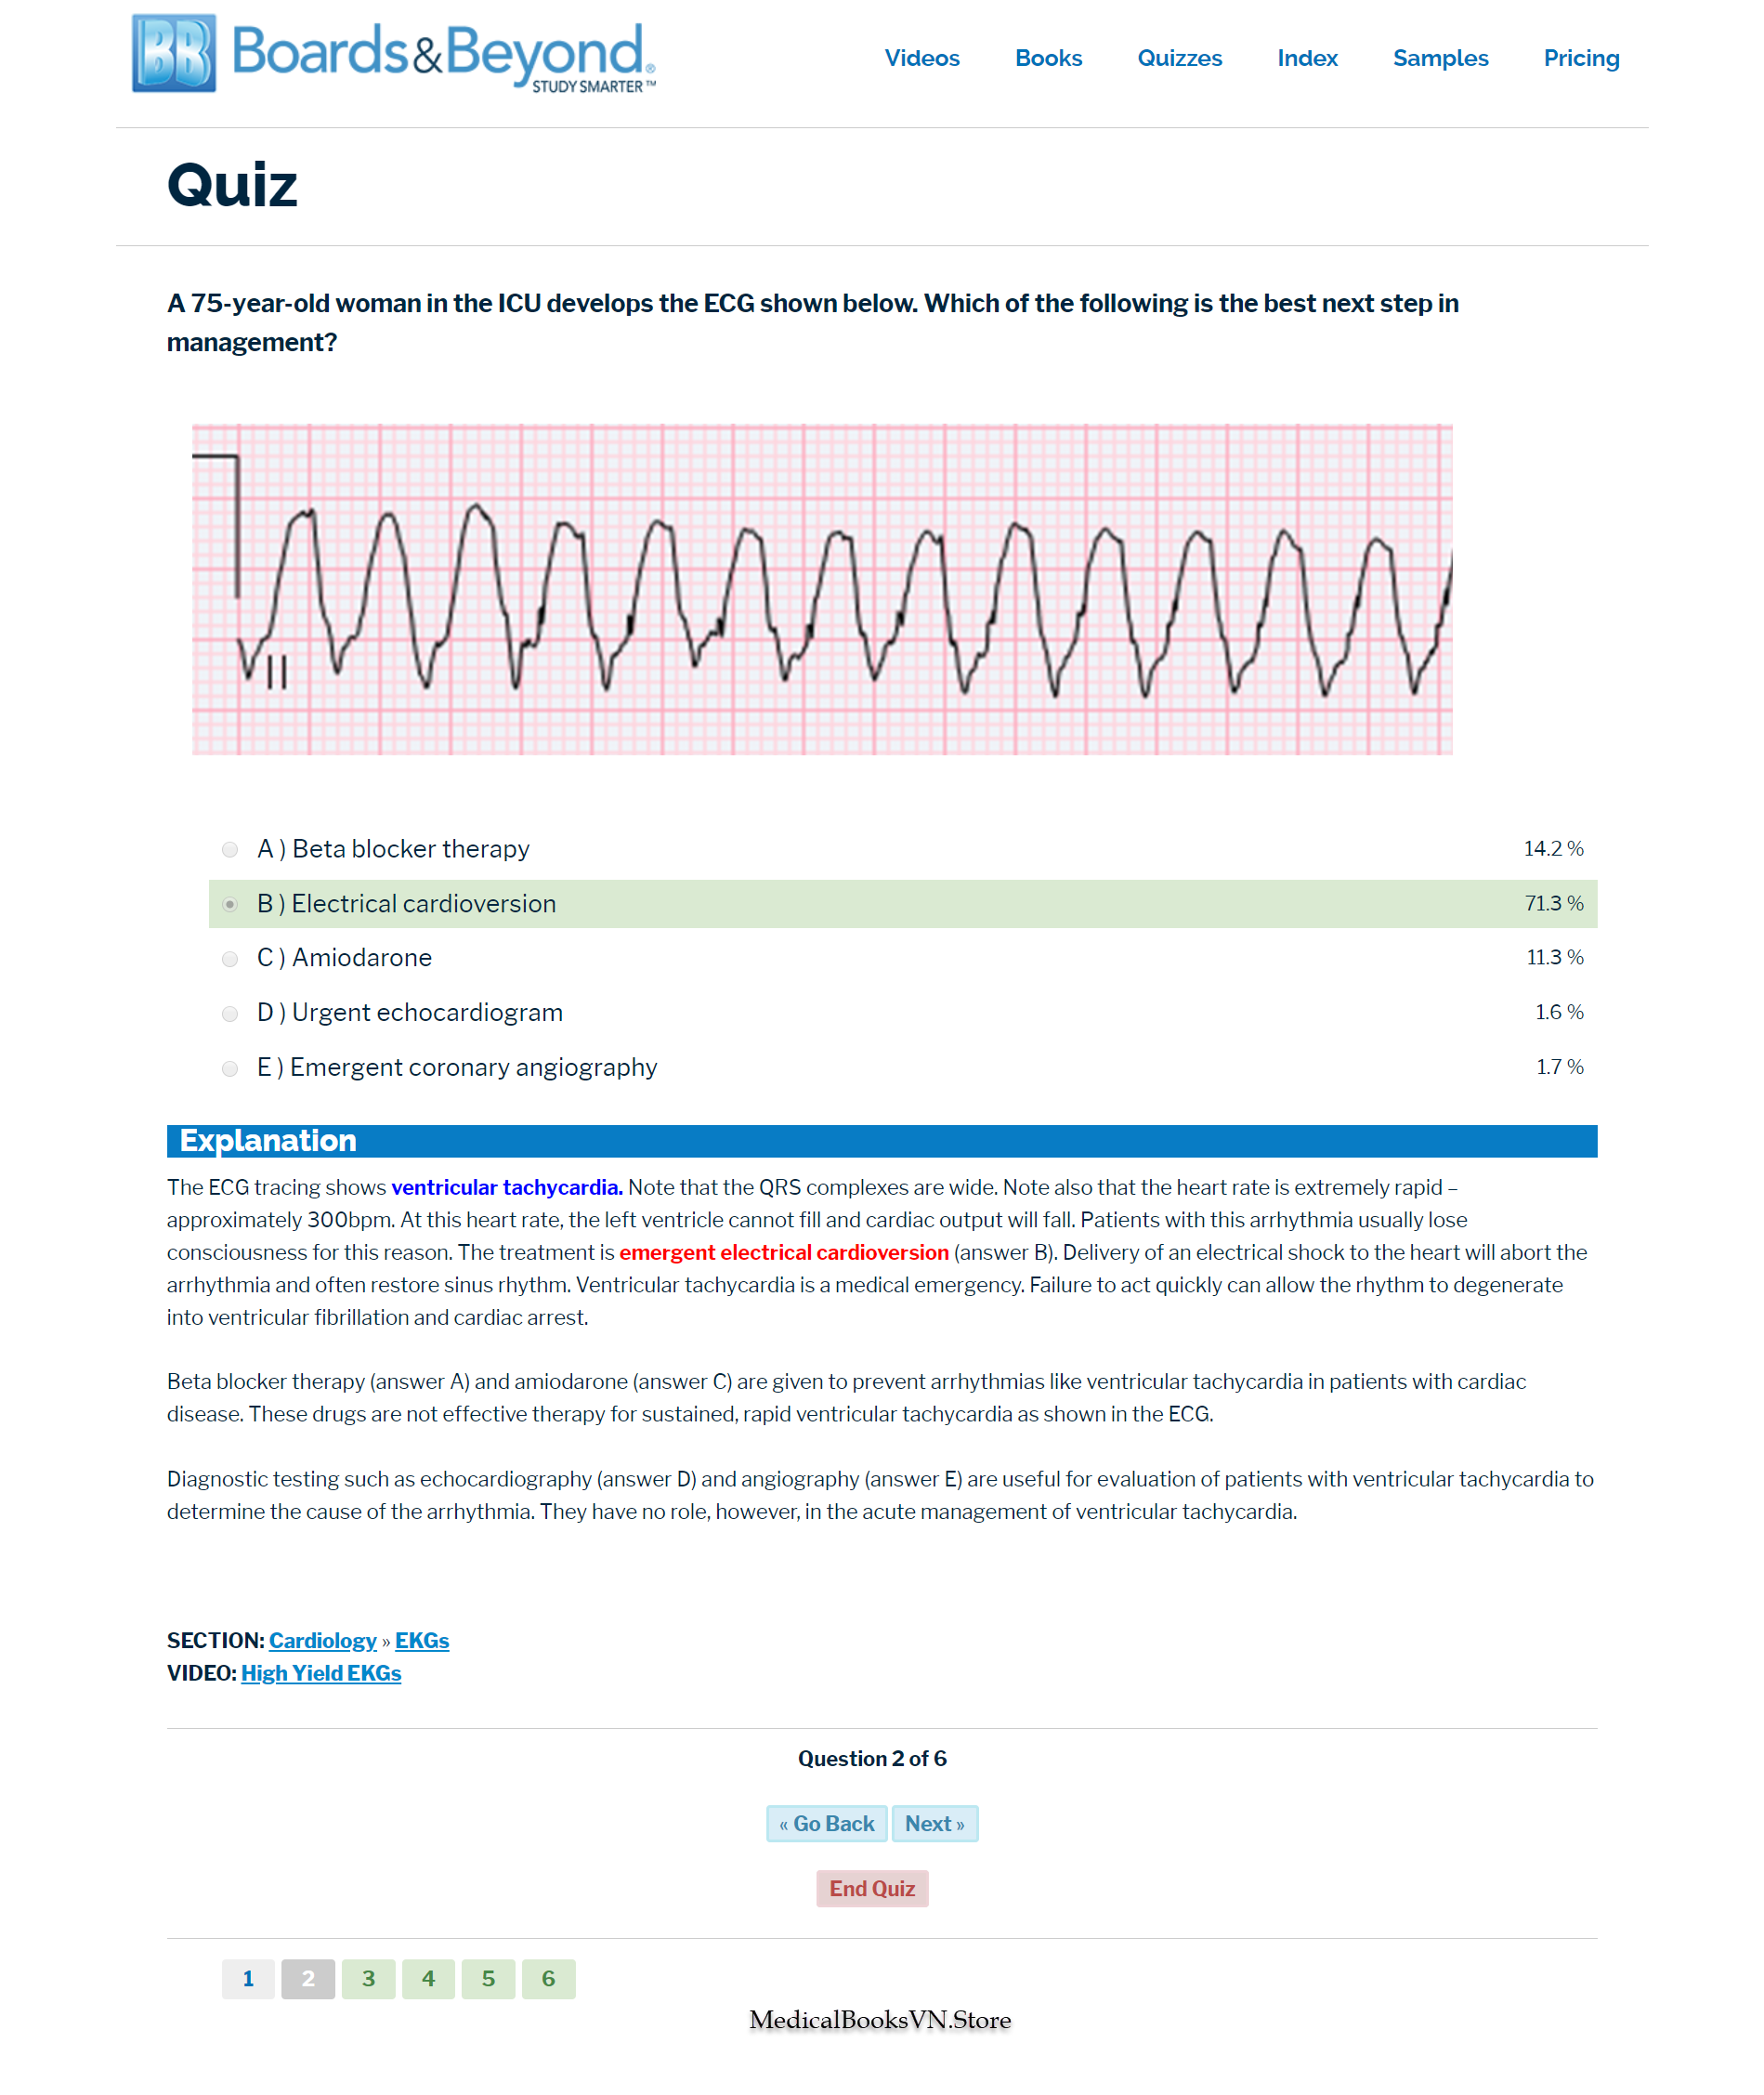 BB Boards&Beyond®
STUDY SMARTER™
Videos Books Quizzes Index Samples Pricing
Quiz
A 75-year-old woman in the ICU develops the ECG shown below. Which of the following is the best next step in
management?
II
A ) Beta blocker therapy 14.2 %
B ) Electrical cardioversion 71.3 %
C ) Amiodarone 11.3 %
D ) Urgent echocardiogram 1.6 %
E ) Emergent coronary angiography 1.7 %
Explanation
The ECG tracing shows ventricular tachycardia. Note that the QRS complexes are wide. Note also that the heart rate is extremely rapid –
approximately 300bpm. At this heart rate, the left ventricle cannot fill and cardiac output will fall. Patients with this arrhythmia usually lose
consciousness for this reason. The treatment is emergent electrical cardioversion (answer B). Delivery of an electrical shock to the heart will abort the
arrhythmia and often restore sinus rhythm. Ventricular tachycardia is a medical emergency. Failure to act quickly can allow the rhythm to degenerate
into ventricular fibrillation and cardiac arrest.
Beta blocker therapy (answer A) and amiodarone (answer C) are given to prevent arrhythmias like ventricular tachycardia in patients with cardiac
disease. These drugs are not effective therapy for sustained, rapid ventricular tachycardia as shown in the ECG.
Diagnostic testing such as echocardiography (answer D) and angiography (answer E) are useful for evaluation of patients with ventricular tachycardia to
determine the cause of the arrhythmia. They have no role, however, in the acute management of ventricular tachycardia.
SECTION: Cardiology » EKGs
VIDEO: High Yield EKGs
Question 2 of 6
« Go Back Next »
End Quiz
1 2 3 4 5 6
MedicalBooksVN.Store